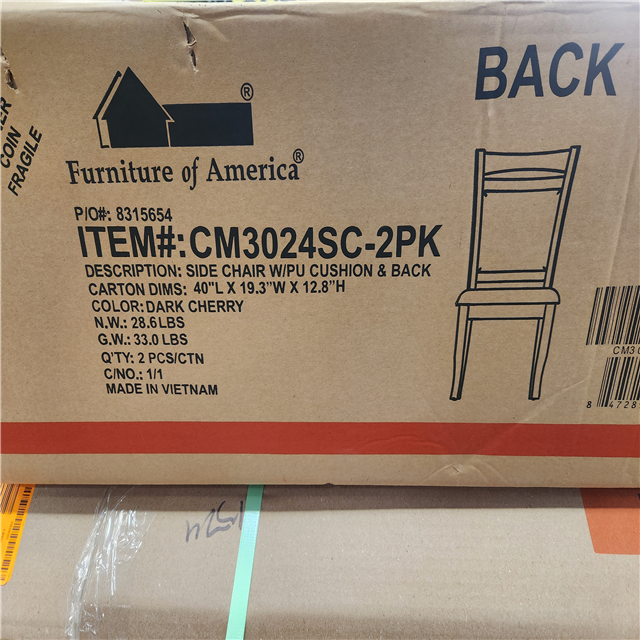 BACK
COIN
FRAGILE
®
Furniture of America®
P/O#: 8315654
ITEM#: CM3024SC-2PK
DESCRIPTION: SIDE CHAIR W/PU CUSHION & BACK
CARTON DIMS: 40"L X 19.3"W X 12.8"H
COLOR: DARK CHERRY
N.W.: 28.6LBS
G.W.: 33.0 LBS
Q'TY: 2 PCS/CTN
C/NO.: 1/1
MADE IN VIETNAM